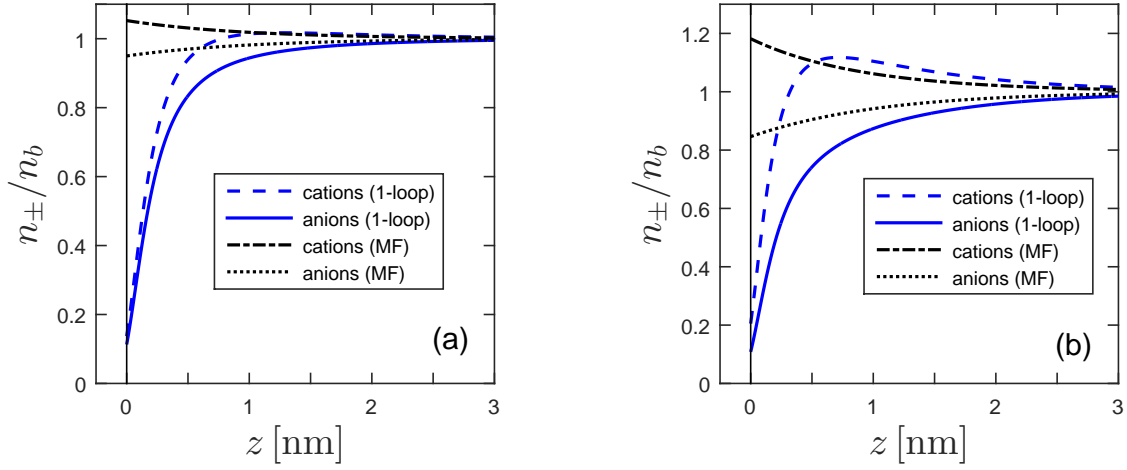 1
0.8
0.6
0.4
0.2
0
n±/nb
cations (1-loop)
anions (1-loop)
cations (MF)
anions (MF)
(a)
0 1 2 3
z [nm]
1.2
1
0.8
0.6
0.4
0.2
0
n±/nb
cations (1-loop)
anions (1-loop)
cations (MF)
anions (MF)
(b)
0 1 2 3
z [nm]